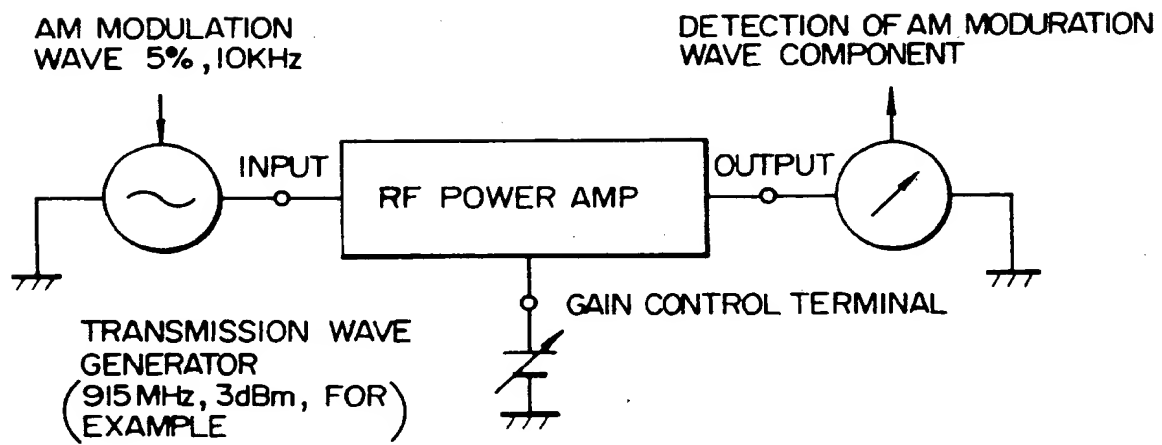 AM MODULATION
WAVE 5%, 10KHz
DETECTION OF AM MODURATION
WAVE COMPONENT
INPUT
RF POWER AMP
OUTPUT
GAIN CONTROL TERMINAL
TRANSMISSION WAVE
GENERATOR
(915MHz, 3dBm, FOR
EXAMPLE)